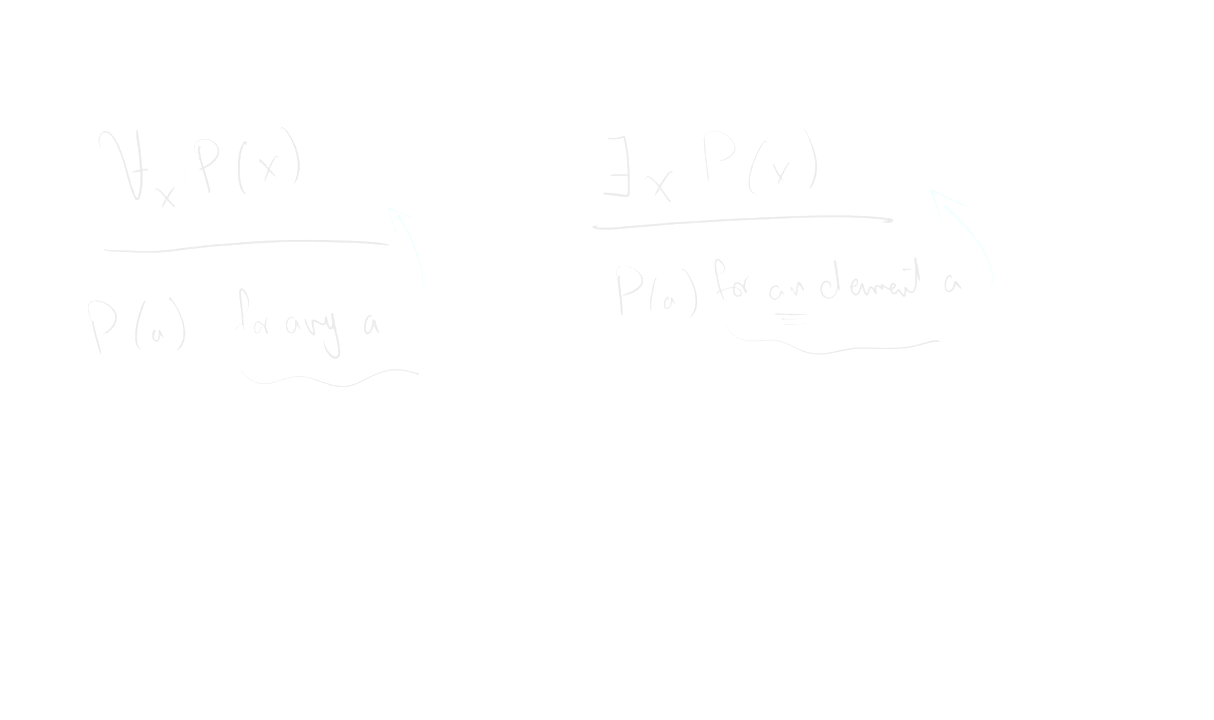 ∀x P(x)
P(a) for any a
∃x P(x)
P(a) for an element a